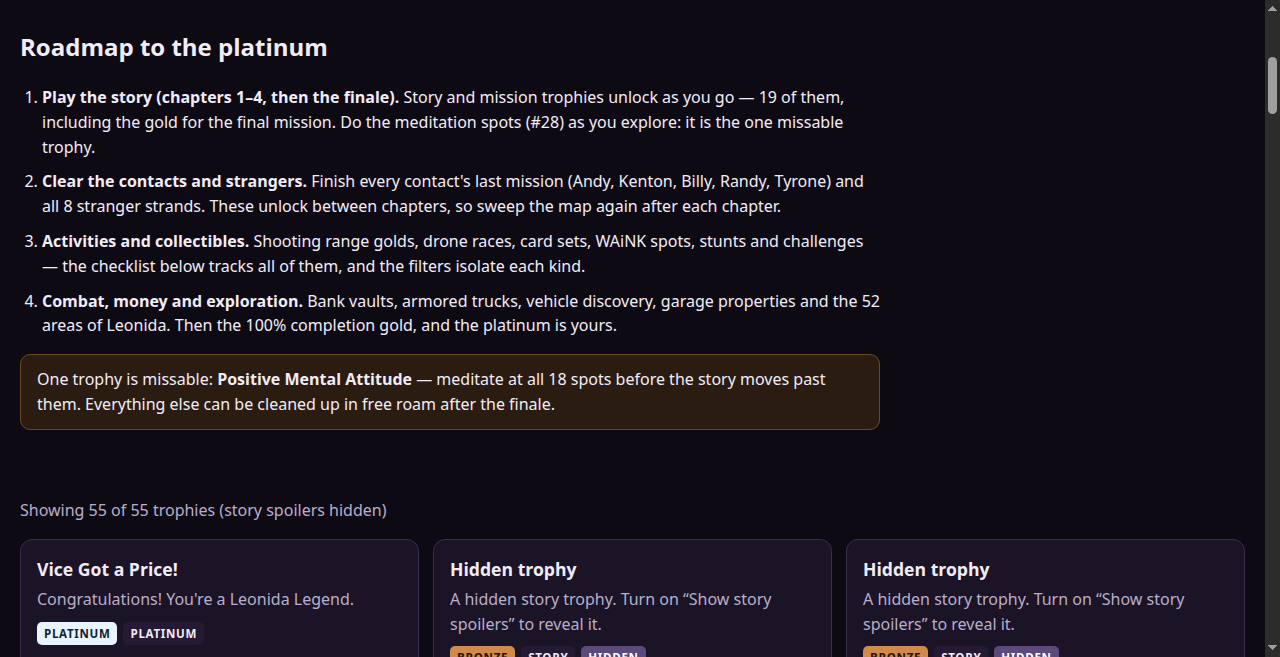 Roadmap to the platinum
1. Play the story (chapters 1–4, then the finale). Story and mission trophies unlock as you go — 19 of them,
including the gold for the final mission. Do the meditation spots (#28) as you explore: it is the one missable
trophy.
2. Clear the contacts and strangers. Finish every contact's last mission (Andy, Kenton, Billy, Randy, Tyrone) and
all 8 stranger strands. These unlock between chapters, so sweep the map again after each chapter.
3. Activities and collectibles. Shooting range golds, drone races, card sets, WAiNK spots, stunts and challenges
— the checklist below tracks all of them, and the filters isolate each kind.
4. Combat, money and exploration. Bank vaults, armored trucks, vehicle discovery, garage properties and the 52
areas of Leonida. Then the 100% completion gold, and the platinum is yours.
One trophy is missable: Positive Mental Attitude — meditate at all 18 spots before the story moves past
them. Everything else can be cleaned up in free roam after the finale.
Showing 55 of 55 trophies (story spoilers hidden)
Vice Got a Price!
Congratulations! You're a Leonida Legend.
PLATINUM PLATINUM
Hidden trophy
A hidden story trophy. Turn on “Show story
spoilers” to reveal it.
BRONZE STORY HIDDEN
Hidden trophy
A hidden story trophy. Turn on “Show story
spoilers” to reveal it.
BRONZE STORY HIDDEN